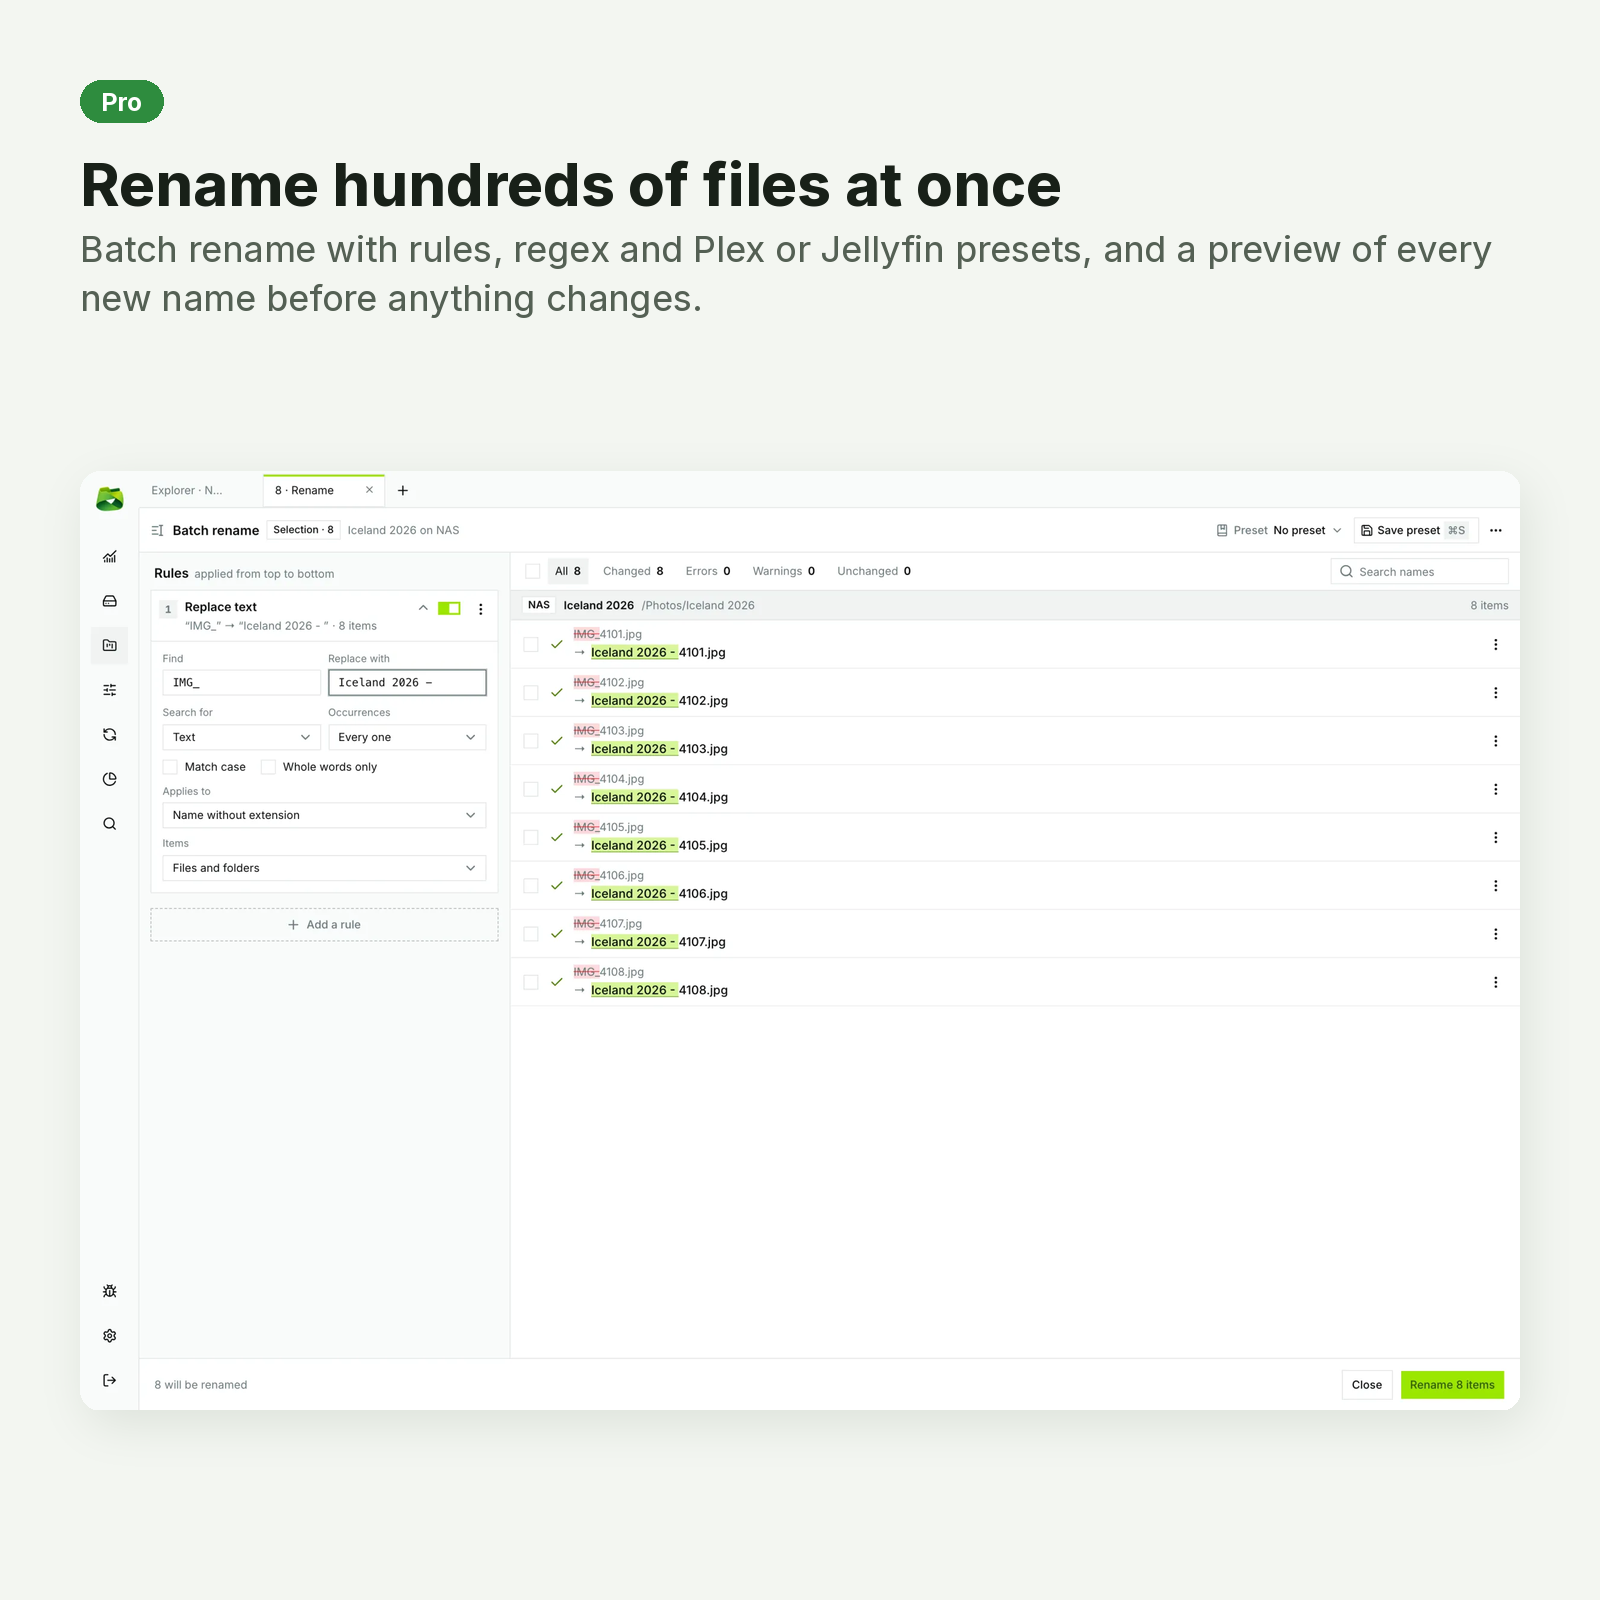 Pro
Rename hundreds of files at once
Batch rename with rules, regex and Plex or Jellyfin presets, and a preview of every
new name before anything changes.
Explorer · N...
8 · Rename
Batch rename
Selection · 8
Iceland 2026 on NAS
Preset No preset
Save preset ⌘S
Rules applied from top to bottom
1
Replace text
“IMG_” → “Iceland 2026 - ” · 8 items
Find
Replace with
IMG_
Iceland 2026 -
Search for
Occurrences
Text
Every one
Match case
Whole words only
Applies to
Name without extension
Items
Files and folders
Add a rule
All 8
Changed 8
Errors 0
Warnings 0
Unchanged 0
Search names
NAS
Iceland 2026 /Photos/Iceland 2026
8 items
IMG_4101.jpg
→ Iceland 2026 - 4101.jpg
IMG_4102.jpg
→ Iceland 2026 - 4102.jpg
IMG_4103.jpg
→ Iceland 2026 - 4103.jpg
IMG_4104.jpg
→ Iceland 2026 - 4104.jpg
IMG_4105.jpg
→ Iceland 2026 - 4105.jpg
IMG_4106.jpg
→ Iceland 2026 - 4106.jpg
IMG_4107.jpg
→ Iceland 2026 - 4107.jpg
IMG_4108.jpg
→ Iceland 2026 - 4108.jpg
8 will be renamed
Close
Rename 8 items